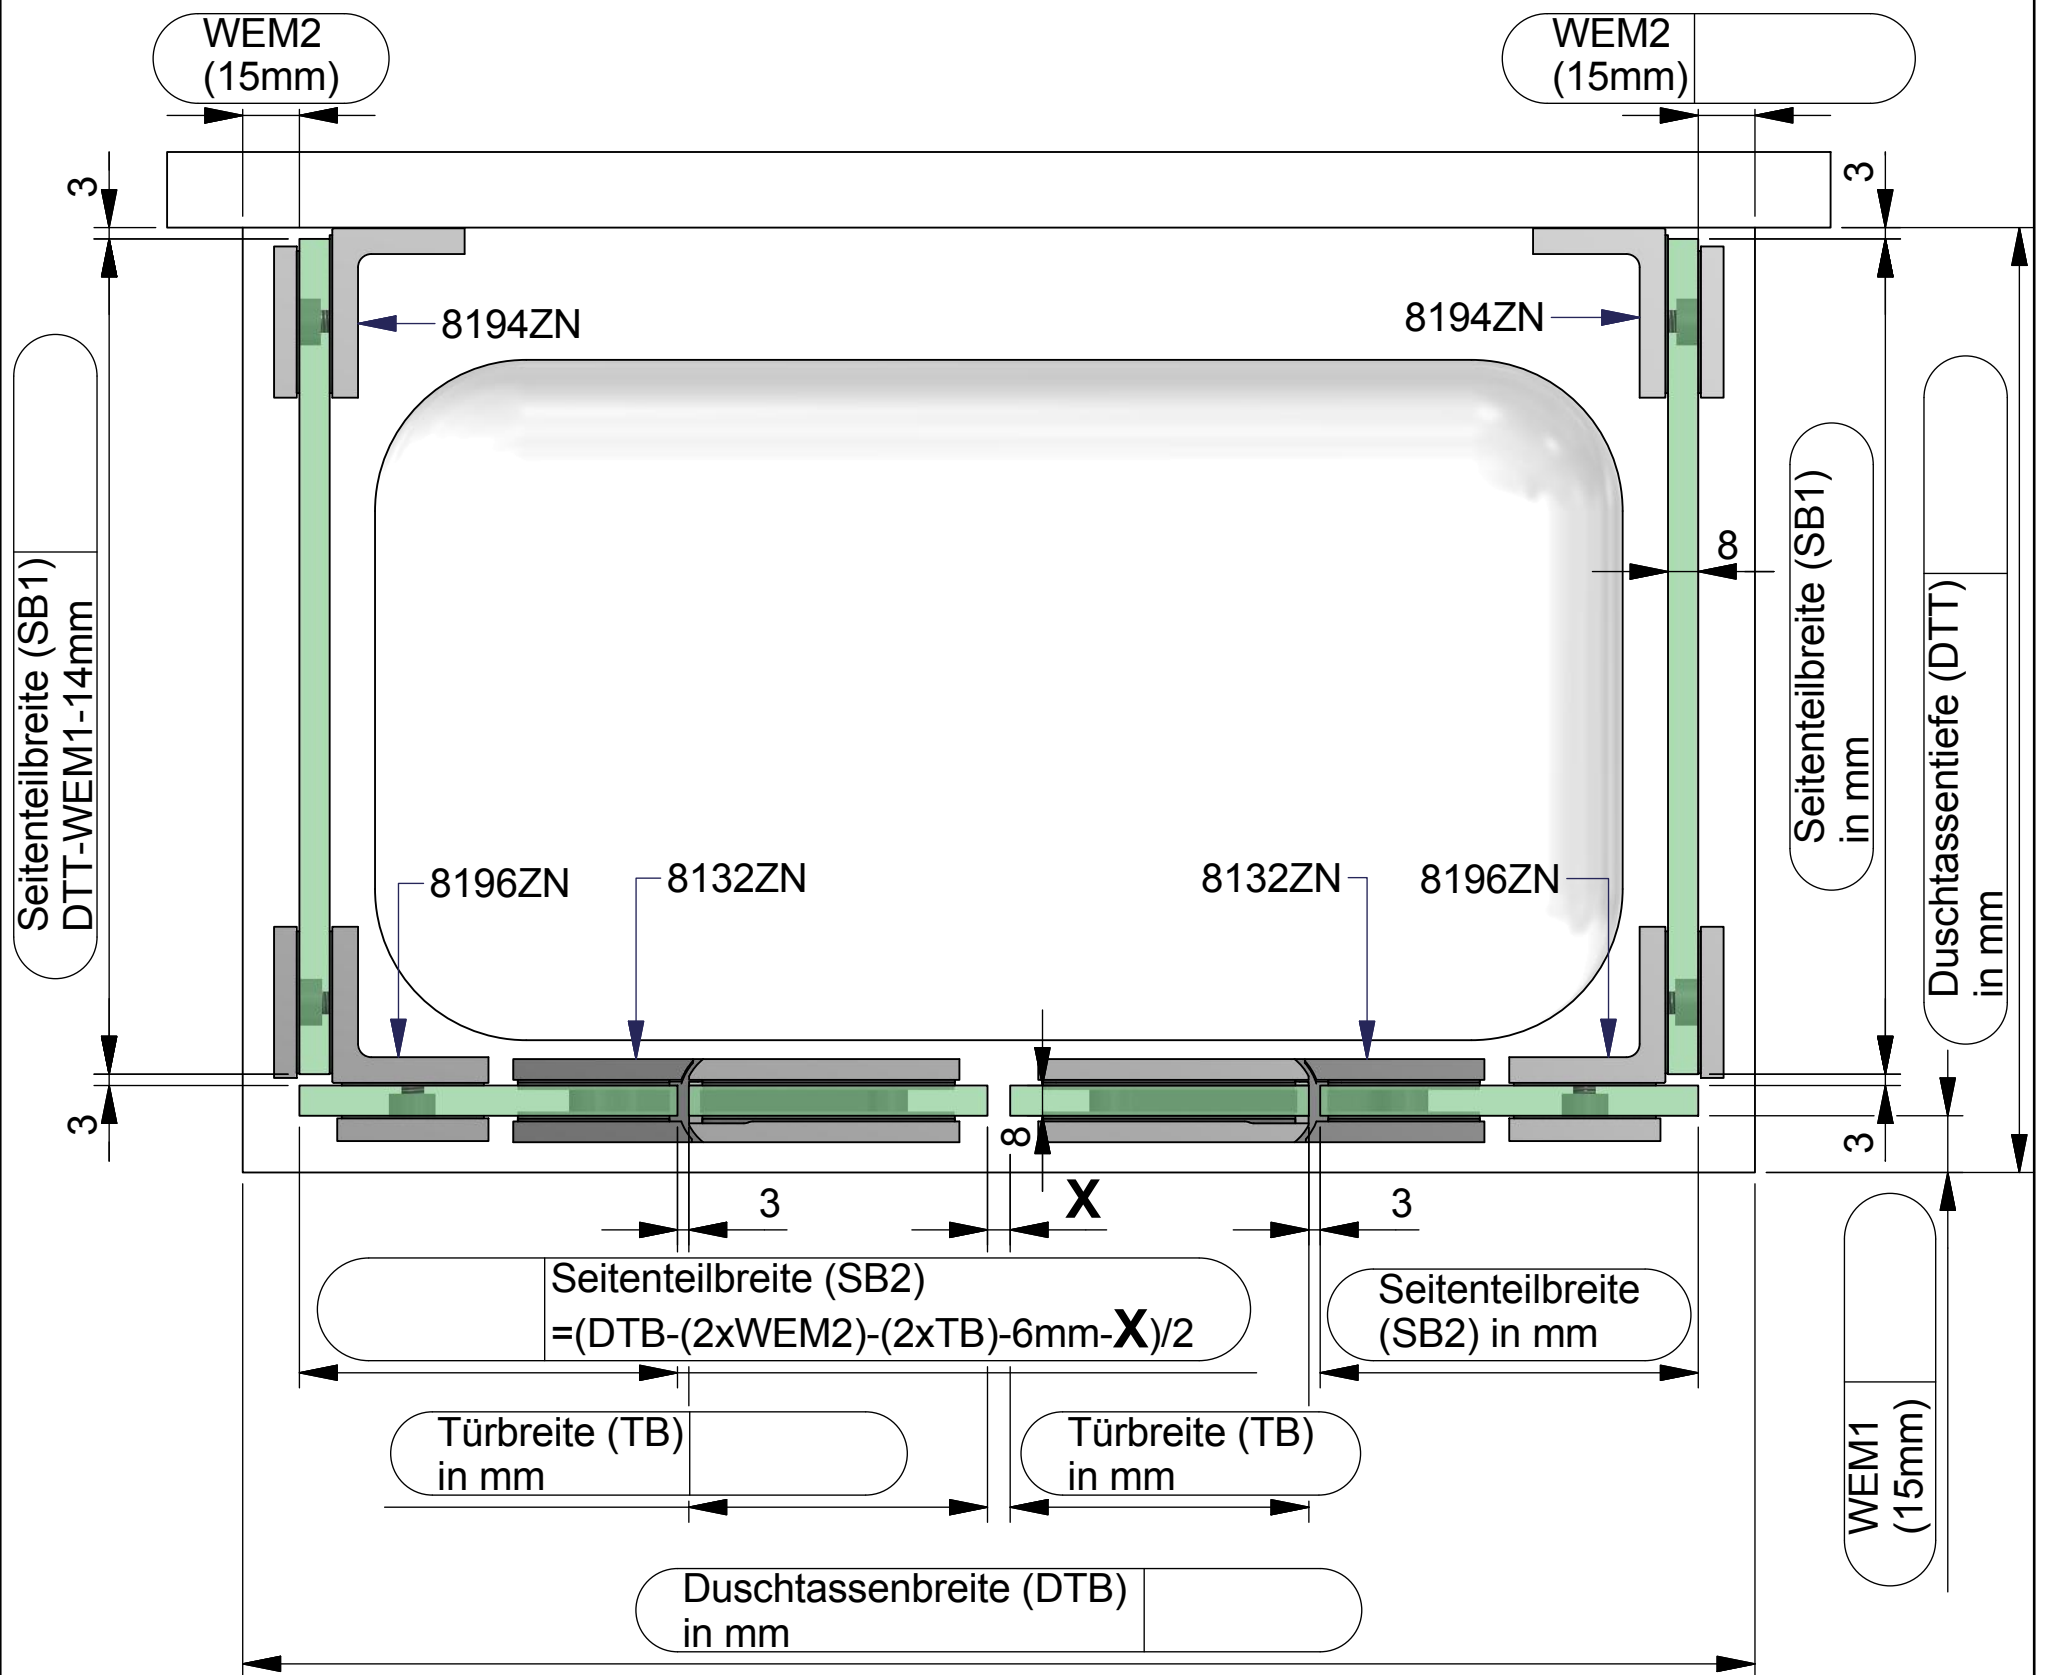 WEM2
(15mm)
WEM2
(15mm)
3
3
8194ZN
8194ZN
8
Seitenteilbreite (SB1)
DTT-WEM1-14mm
Seitenteilbreite (SB1)
in mm
Duschtassentiefe (DTT)
in mm
8196ZN
8132ZN
8132ZN
8196ZN
3
8
3
3
X
3
Seitenteilbreite (SB2)
=(DTB-(2xWEM2)-(2xTB)-6mm-X)/2
Seitenteilbreite
(SB2) in mm
Türbreite (TB)
in mm
Türbreite (TB)
in mm
WEM1
(15mm)
Duschtassenbreite (DTB)
in mm